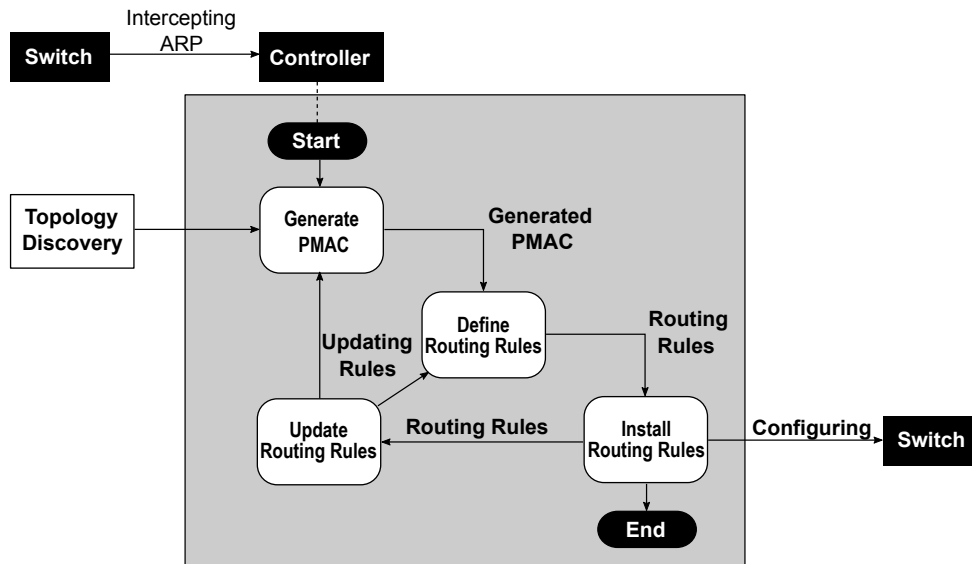 Intercepting
ARP
Switch
Controller
Start
Topology
Discovery
Generate
PMAC
Generated
PMAC
Define
Routing Rules
Routing
Rules
Updating
Rules
Update
Routing Rules
Routing Rules
Install
Routing Rules
Configuring
Switch
End